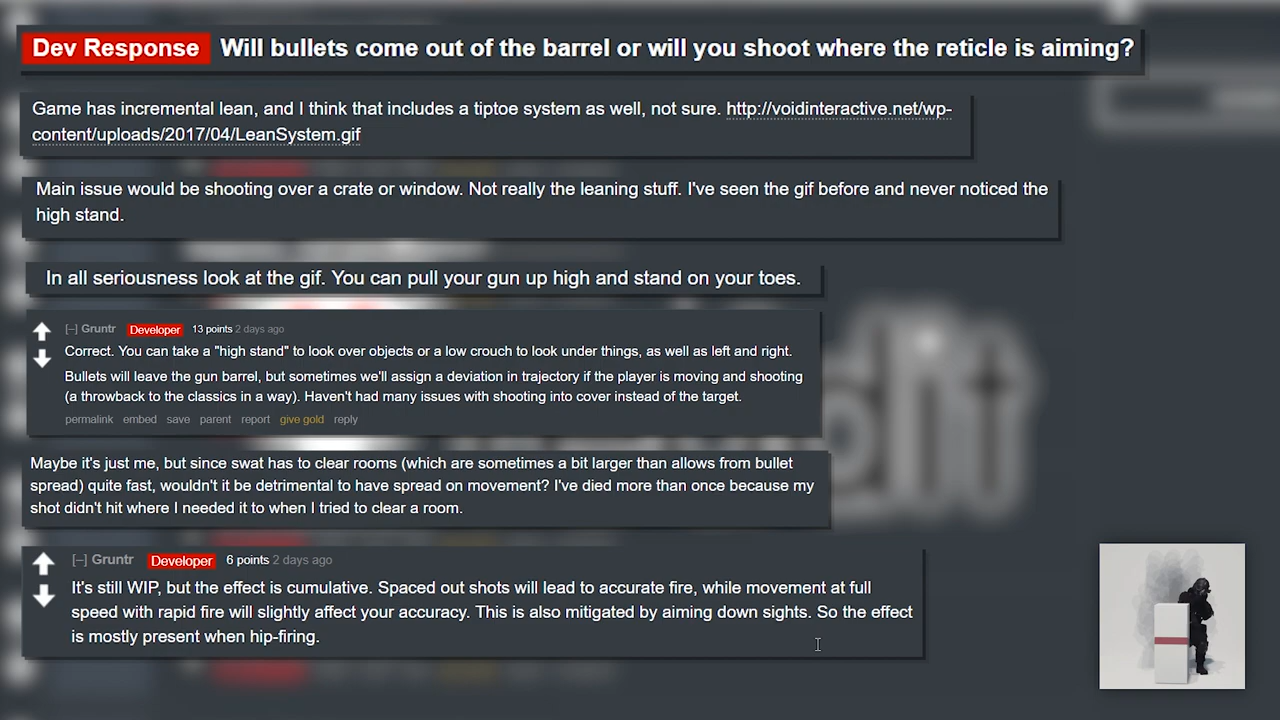 Dev Response Will bullets come out of the barrel or will you shoot where the reticle is aiming?
Game has incremental lean, and I think that includes a tiptoe system as well, not sure. http://voidinteractive.net/wp-
content/uploads/2017/04/LeanSystem.gif
Main issue would be shooting over a crate or window. Not really the leaning stuff. I've seen the gif before and never noticed the
high stand.
In all seriousness look at the gif. You can pull your gun up high and stand on your toes.
[–] Gruntr Developer 13 points 2 days ago
Correct. You can take a "high stand" to look over objects or a low crouch to look under things, as well as left and right.
Bullets will leave the gun barrel, but sometimes we'll assign a deviation in trajectory if the player is moving and shooting
(a throwback to the classics in a way). Haven't had many issues with shooting into cover instead of the target.
permalink embed save parent report give gold reply
Maybe it's just me, but since swat has to clear rooms (which are sometimes a bit larger than allows from bullet
spread) quite fast, wouldn't it be detrimental to have spread on movement? I've died more than once because my
shot didn't hit where I needed it to when I tried to clear a room.
[–] Gruntr Developer 6 points 2 days ago
It's still WIP, but the effect is cumulative. Spaced out shots will lead to accurate fire, while movement at full
speed with rapid fire will slightly affect your accuracy. This is also mitigated by aiming down sights. So the effect
is mostly present when hip-firing.